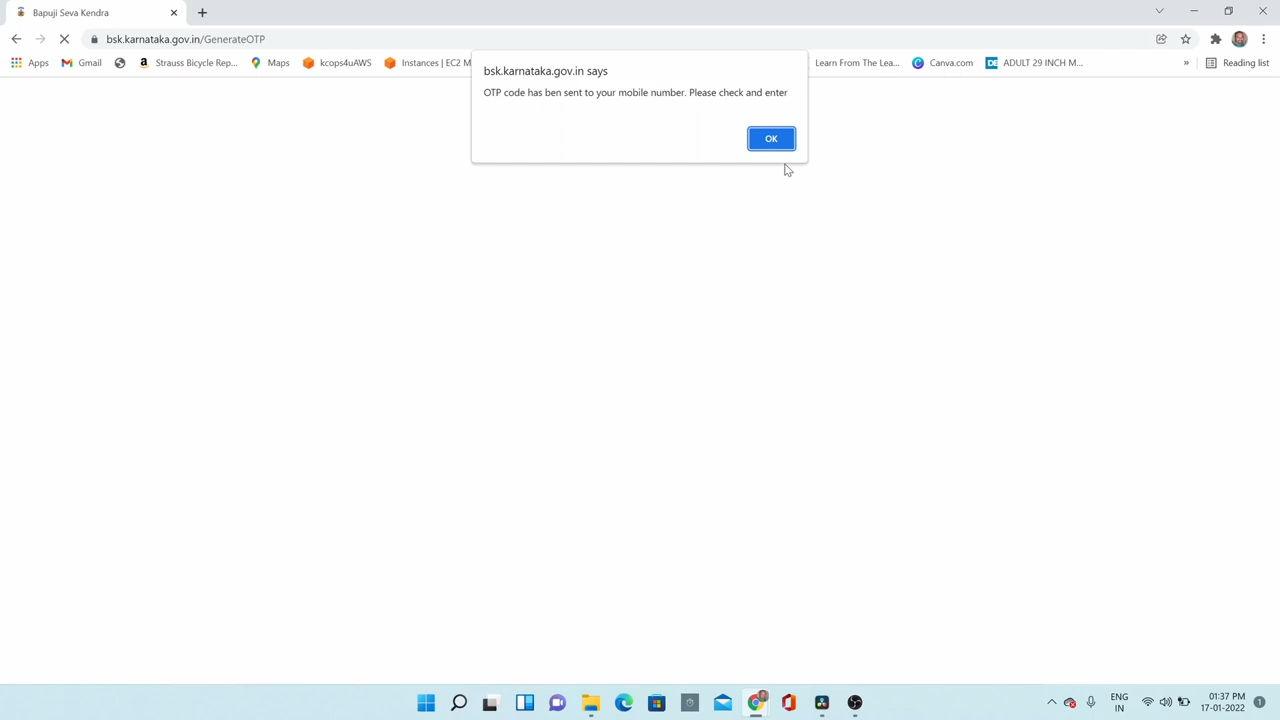 Bapuji Seva Kendra
bsk.karnataka.gov.in/GenerateOTP
Apps Gmail Strauss Bicycle Rep... Maps kcops4uAWS Instances | EC2 M Learn From The Lea... Canva.com DE ADULT 29 INCH M... » Reading list
bsk.karnataka.gov.in says
OTP code has ben sent to your mobile number. Please check and enter
OK
ENG
IN
01:37 PM
17-01-2022
1